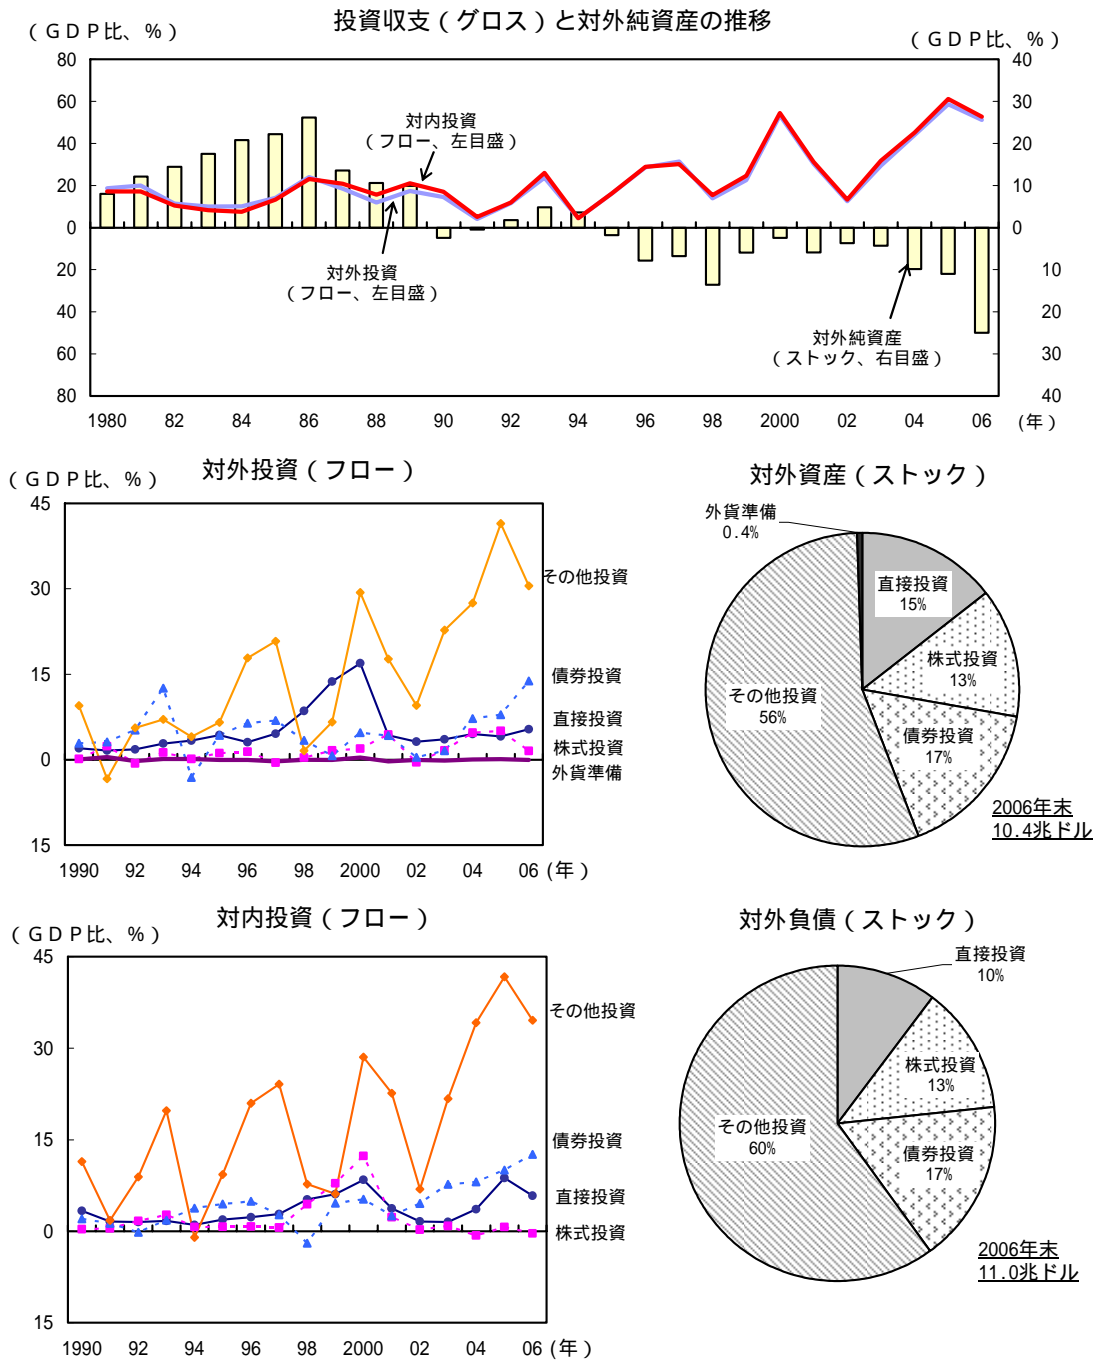 投資収支（グロス）と対外純資産の推移
（ＧＤＰ比、％）
（ＧＤＰ比、％）
80
60
40
20
0
20
40
60
80
40
30
20
10
0
10
20
30
40
対内投資
（フロー、左目盛）
対外投資
（フロー、左目盛）
対外純資産
（ストック、右目盛）
1980 82 84 86 88 90 92 94 96 98 2000 02 04 06 (年)
対外投資（フロー）
（ＧＤＰ比、％）
45
30
15
0
15
その他投資
債券投資
直接投資
株式投資
外貨準備
1990 92 94 96 98 2000 02 04 06 (年)
対外資産（ストック）
外貨準備
0.4%
直接投資
15%
株式投資
13%
債券投資
17%
その他投資
56%
2006年末
10.4兆ドル
対内投資（フロー）
（ＧＤＰ比、％）
45
30
15
0
15
その他投資
債券投資
直接投資
株式投資
1990 92 94 96 98 2000 02 04 06 (年)
対外負債（ストック）
直接投資
10%
株式投資
13%
債券投資
17%
その他投資
60%
2006年末
11.0兆ドル